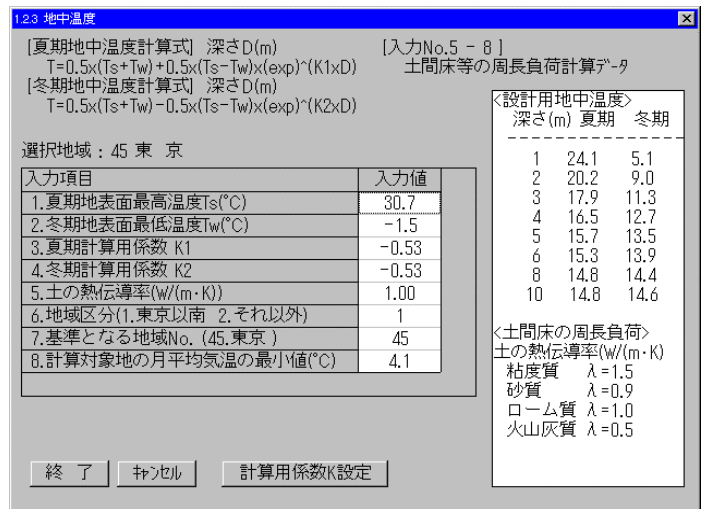 1.2.3 地中温度
[夏期地中温度計算式] 深さD(m)
T=0.5x(Ts+Tw)+0.5x(Ts-Tw)x(exp)^(K1xD)
[冬期地中温度計算式] 深さD(m)
T=0.5x(Ts+Tw)-0.5x(Ts-Tw)x(exp)^(K2xD)
[入力No.5 - 8 ]
土間床等の周長負荷計算ﾃﾞｰﾀ
選択地域 : 45 東 京
入力項目 入力値
1.夏期地表面最高温度Ts(℃) 30.7
2.冬期地表面最低温度Tw(℃) -1.5
3.夏期計算用係数 K1 -0.53
4.冬期計算用係数 K2 -0.53
5.土の熱伝導率(W/(m･K)) 1.00
6.地域区分(1.東京以南 2.それ以外) 1
7.基準となる地域No. (45.東京 ) 45
8.計算対象地の月平均気温の最小値(℃) 4.1
<設計用地中温度>
深さ(m) 夏期 冬期
------------------
1 24.1 5.1
2 20.2 9.0
3 17.9 11.3
4 16.5 12.7
5 15.7 13.5
6 15.3 13.9
8 14.8 14.4
10 14.8 14.6
<土間床の周長負荷>
土の熱伝導率(W/(m･K)
粘度質 λ=1.5
砂質 λ=0.9
ローム質 λ=1.0
火山灰質 λ=0.5
終 了 ｷｬﾝｾﾙ 計算用係数K設定